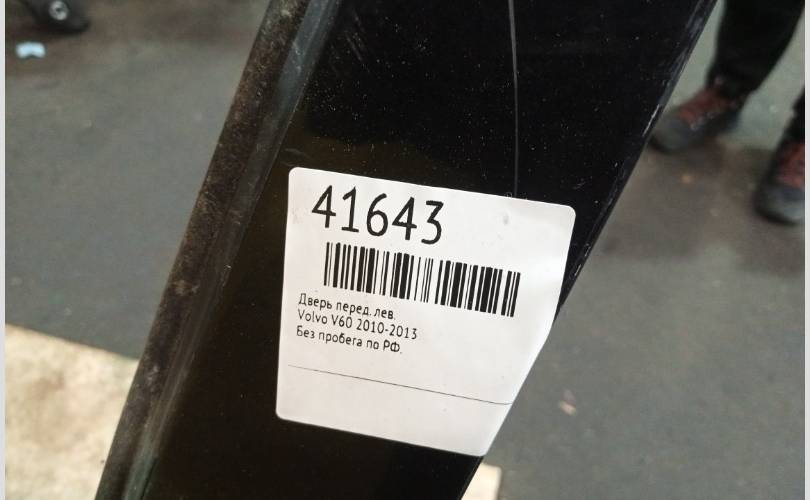 41643
Дверь перед. лев.
Volvo V60 2010-2013
Без пробега по РФ.